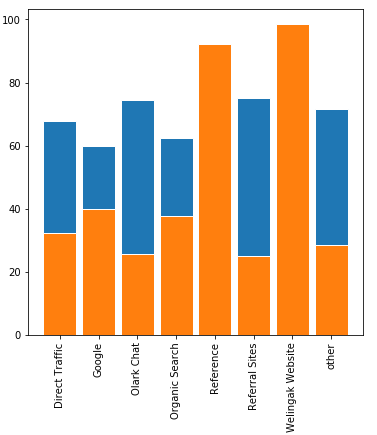 100
80
60
40
20
0
Direct Traffic
Google
Olark Chat
Organic Search
Reference
Referral Sites
Welingak Website
other